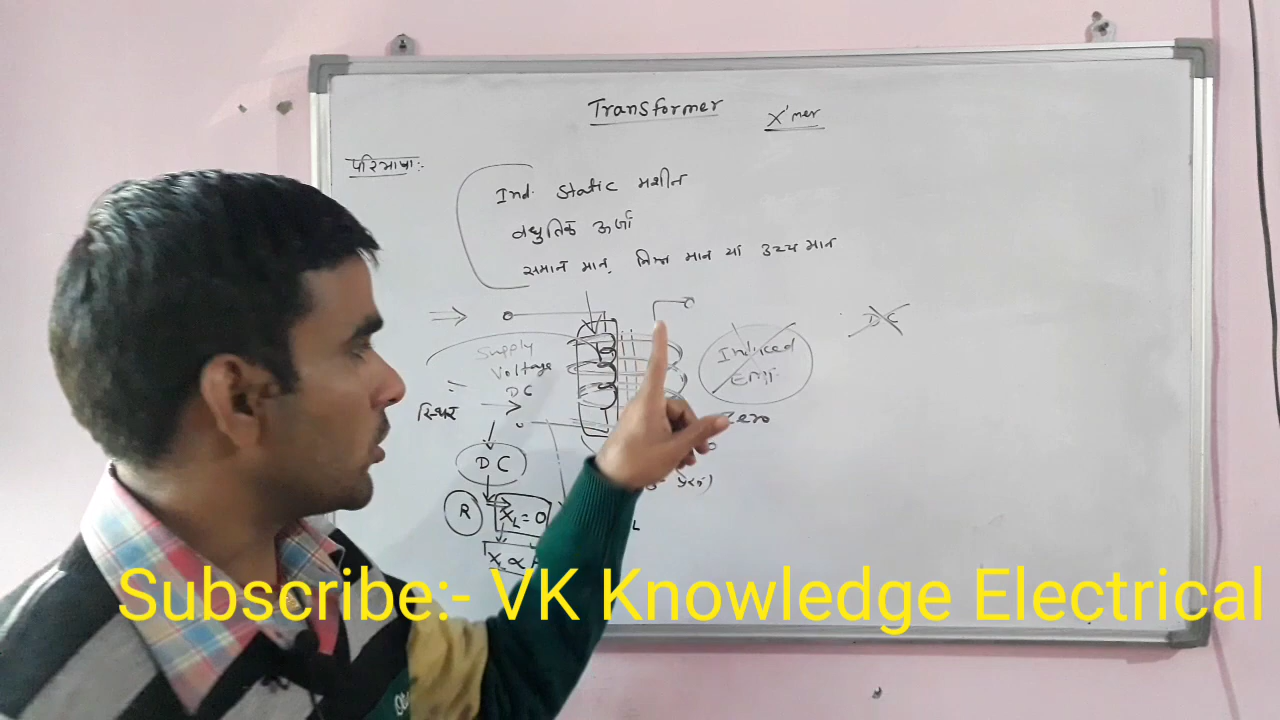 Transformer
X'mer
परिभाषा:-
Ind. Static मशीन
वधुतिक ऊर्जा
समान मान, निम्न मान या उच्च मान
Supply
Voltage
DC
स्थिर
Induced
EMF
Zero
DC
DC
R
XL=0
Subscribe:- VK Knowledge Electrical